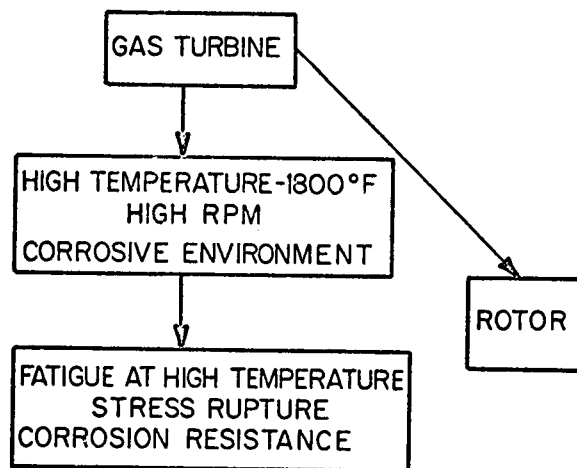 GAS TURBINE
HIGH TEMPERATURE-1800°F
HIGH RPM
CORROSIVE ENVIRONMENT
ROTOR
FATIGUE AT HIGH TEMPERATURE
STRESS RUPTURE
CORROSION RESISTANCE